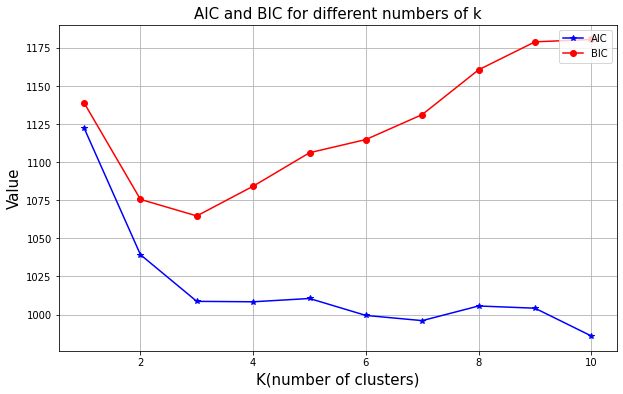 AIC and BIC for different numbers of k
AIC
BIC
Value
1175
1150
1125
1100
1075
1050
1025
1000
2 4 6 8 10
K(number of clusters)